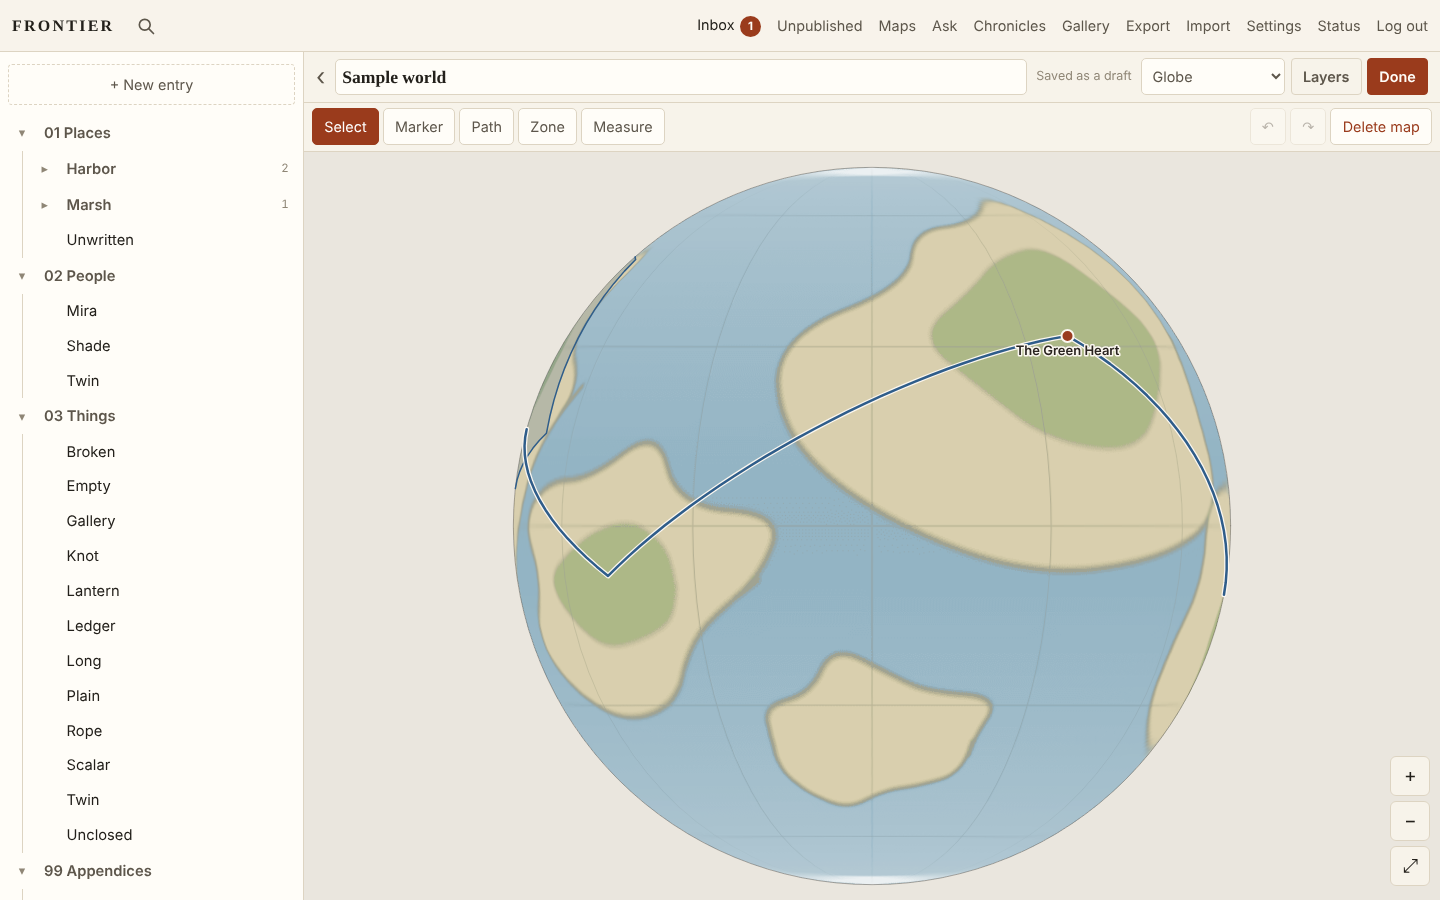 FRONTIER
Inbox 1 Unpublished Maps Ask Chronicles Gallery Export Import Settings Status Log out
+ New entry
01 Places
Harbor 2
Marsh 1
Unwritten
02 People
Mira
Shade
Twin
03 Things
Broken
Empty
Gallery
Knot
Lantern
Ledger
Long
Plain
Rope
Scalar
Twin
Unclosed
99 Appendices
Sample world
Saved as a draft
Globe
Layers
Done
Select Marker Path Zone Measure
Delete map
The Green Heart